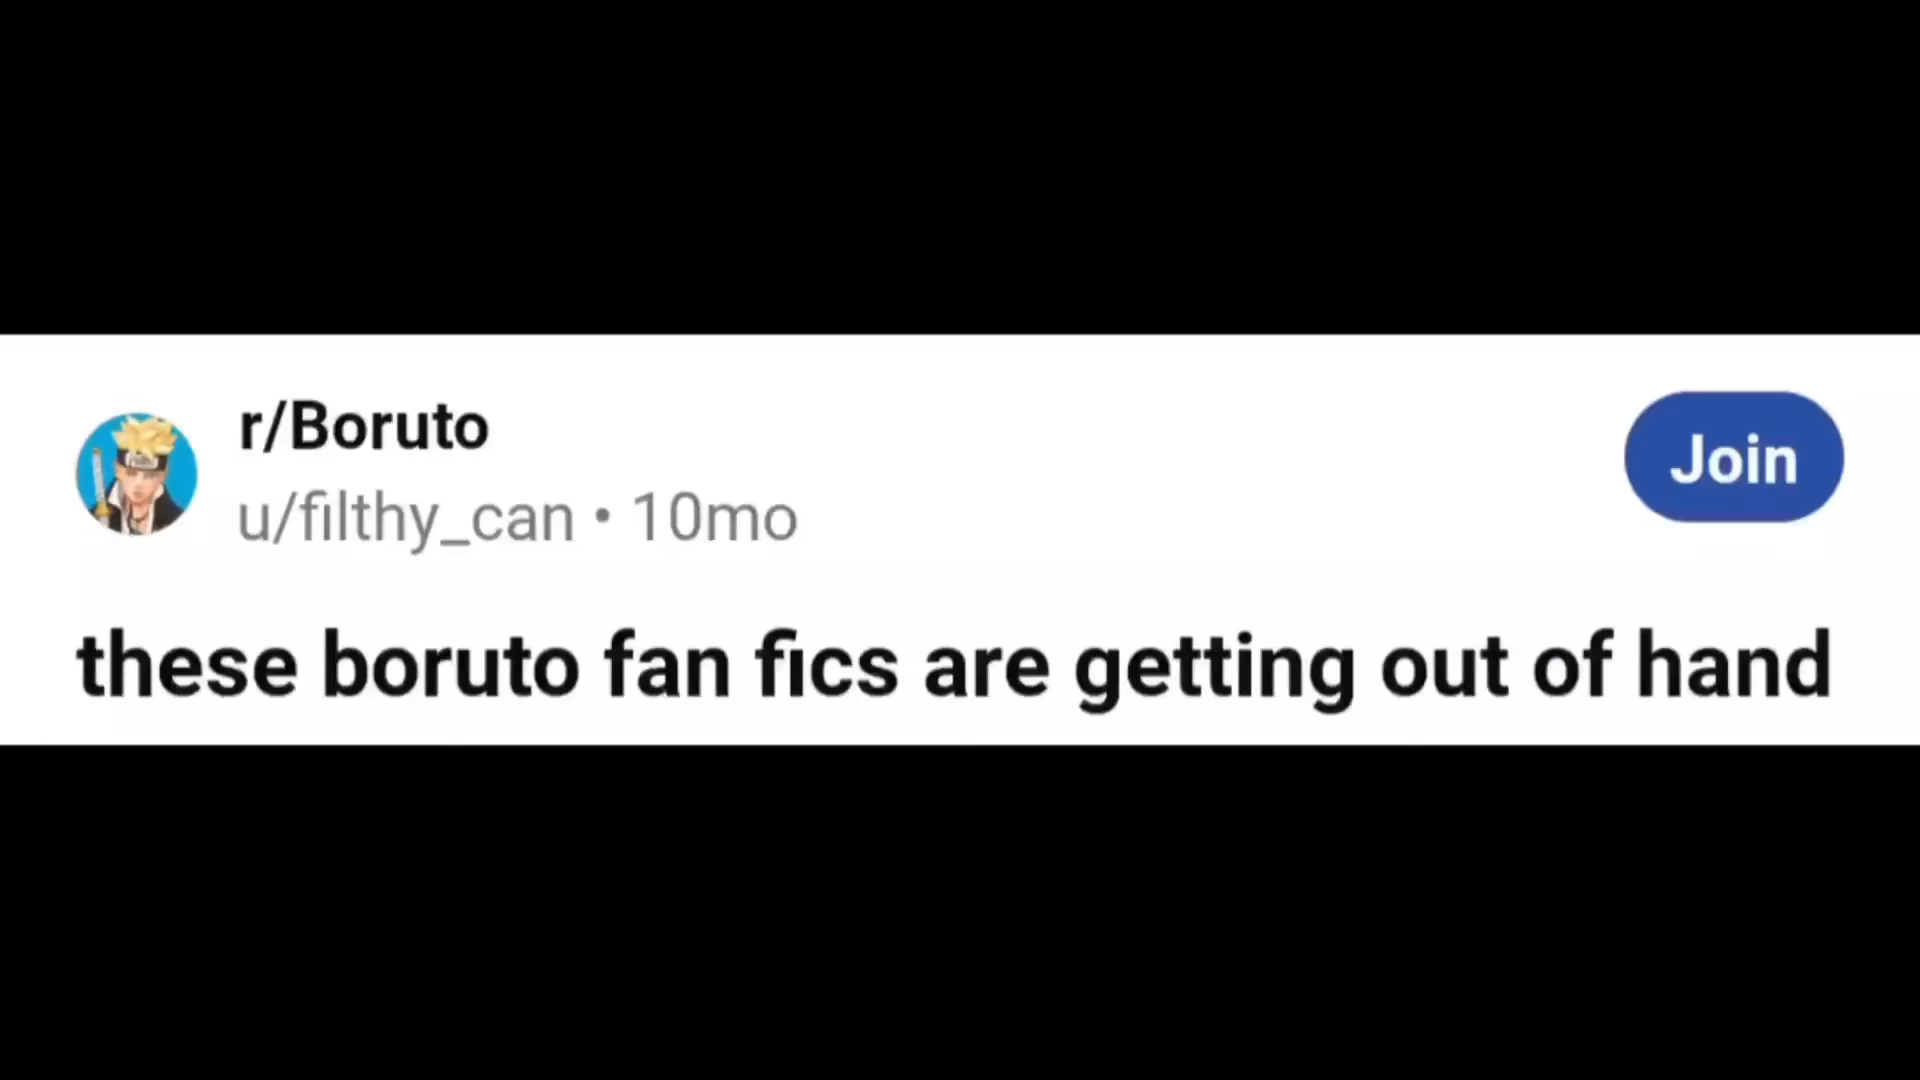 r/Boruto
u/filthy_can • 10mo
Join
these boruto fan fics are getting out of hand